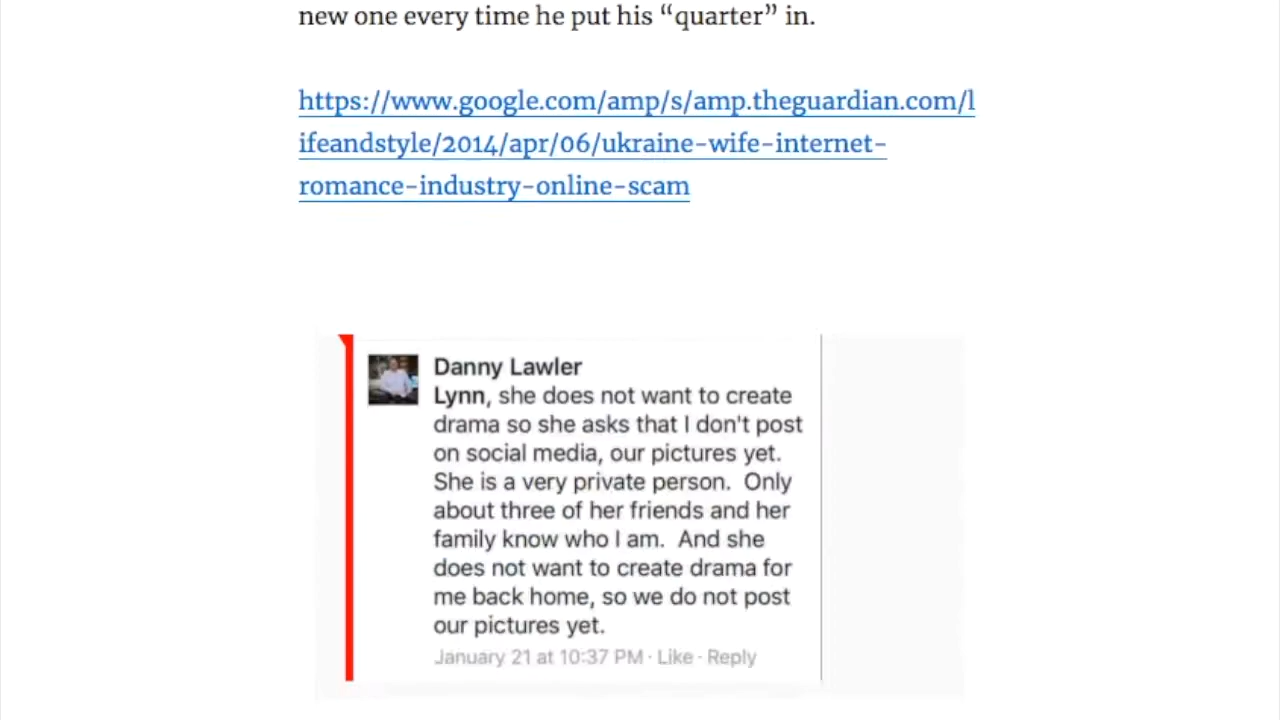 new one every time he put his “quarter” in.
https://www.google.com/amp/s/amp.theguardian.com/l
ifeandstyle/2014/apr/06/ukraine-wife-internet-
romance-industry-online-scam
Danny Lawler
Lynn, she does not want to create
drama so she asks that I don't post
on social media, our pictures yet.
She is a very private person.  Only
about three of her friends and her
family know who I am.  And she
does not want to create drama for
me back home, so we do not post
our pictures yet.
January 21 at 10:37 PM · Like · Reply